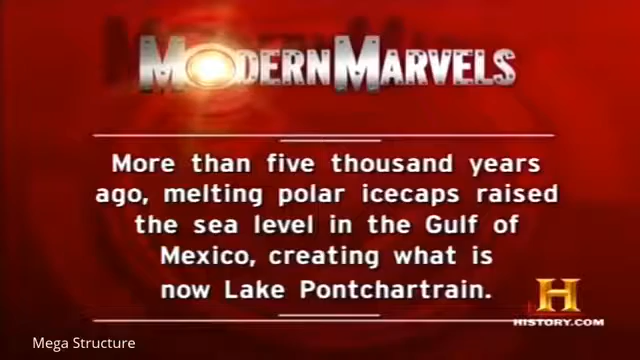 MODERN MARVELS
More than five thousand years
ago, melting polar icecaps raised
the sea level in the Gulf of
Mexico, creating what is
now Lake Pontchartrain.
H
HISTORY.COM
Mega Structure